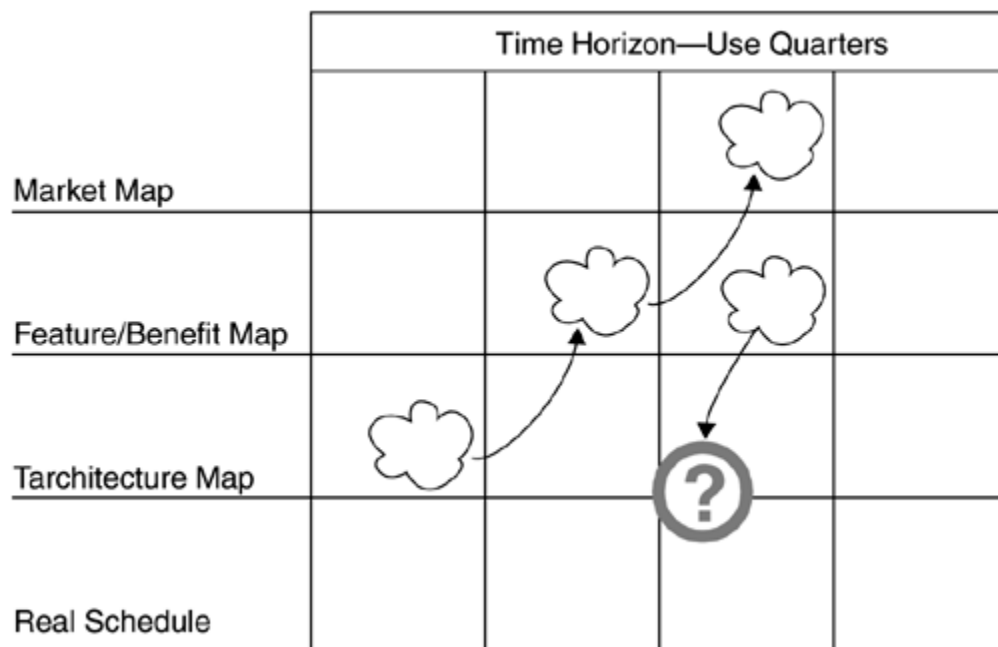 Time Horizon—Use Quarters
Market Map
Feature/Benefit Map
Tarchitecture Map
?
Real Schedule